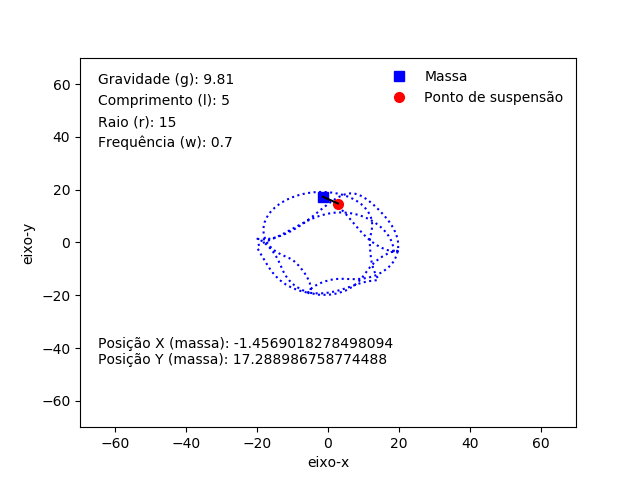 Gravidade (g): 9.81
Comprimento (l): 5
Raio (r): 15
Frequência (w): 0.7
Massa
Ponto de suspensão
60
40
20
0
−20
−40
−60
eixo-y
Posição X (massa): -1.4569018278498094
Posição Y (massa): 17.288986758774488
−60 −40 −20 0 20 40 60
eixo-x